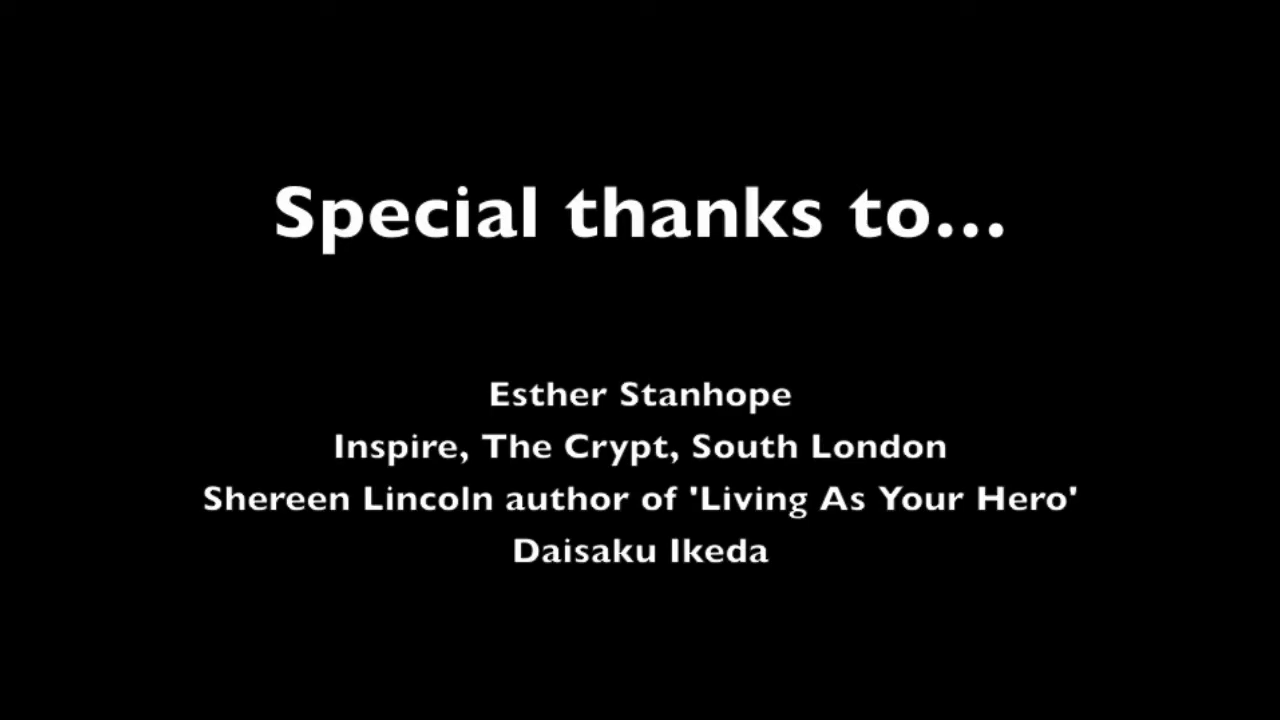 Special thanks to...
Esther Stanhope
Inspire, The Crypt, South London
Shereen Lincoln author of 'Living As Your Hero'
Daisaku Ikeda